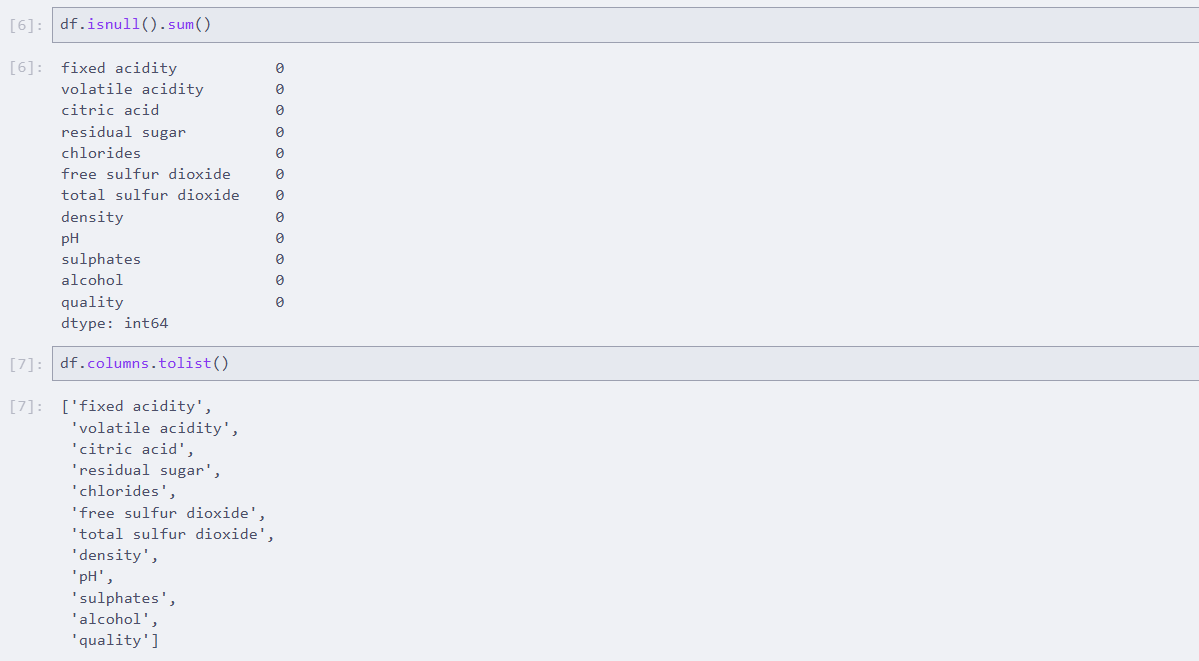 [6]: df.isnull().sum()
[6]: fixed acidity 0
volatile acidity 0
citric acid 0
residual sugar 0
chlorides 0
free sulfur dioxide 0
total sulfur dioxide 0
density 0
pH 0
sulphates 0
alcohol 0
quality 0
dtype: int64
[7]: df.columns.tolist()
[7]: ['fixed acidity',
'volatile acidity',
'citric acid',
'residual sugar',
'chlorides',
'free sulfur dioxide',
'total sulfur dioxide',
'density',
'pH',
'sulphates',
'alcohol',
'quality']